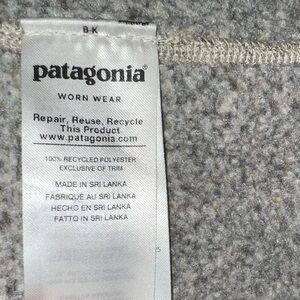 BK
patagonia®
WORN WEAR
Repair, Reuse, Recycle
This Product
www.patagonia.com
100% RECYCLED POLYESTER
EXCLUSIVE OF TRIM
MADE IN SRI LANKA
FABRIQUÉ AU SRI LANKA
HECHO EN SRI LANKA
FATTO IN SRI LANKA